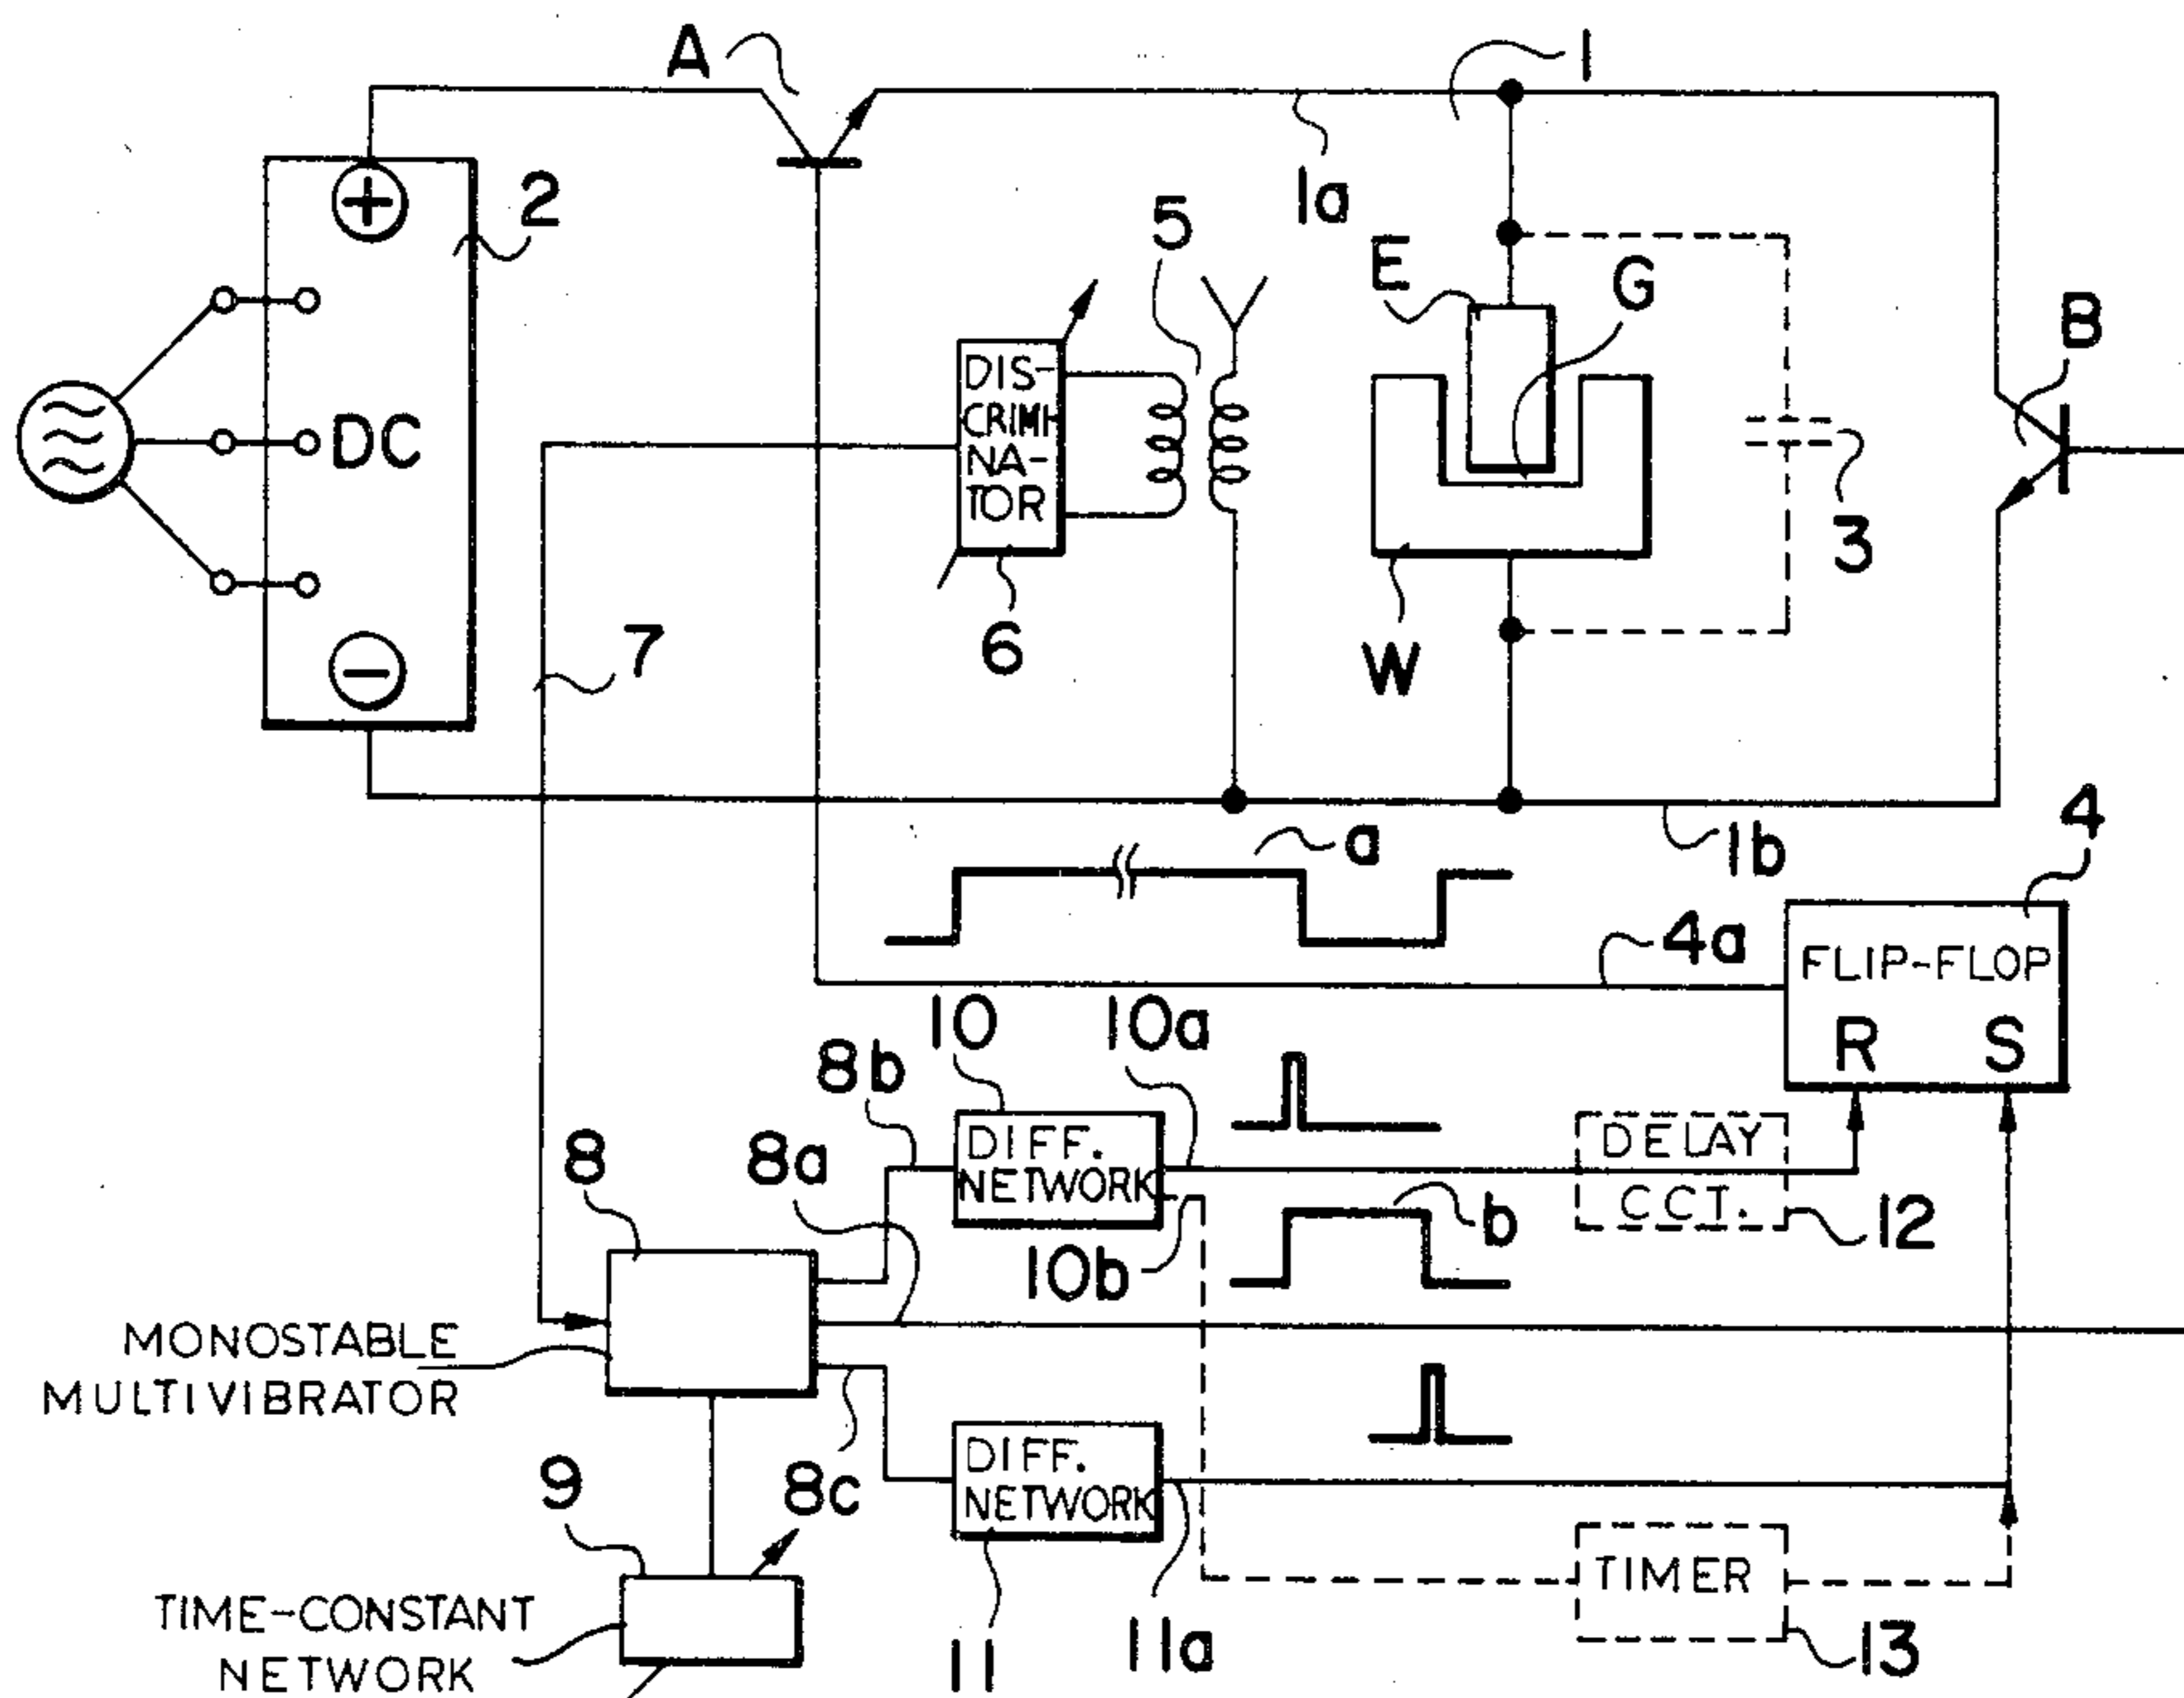 A
1
+
2
1a
5
E
G
B
DC
DIS-
CRIMI-
NA-
TOR
3
7
6
W
−
a
1b
4
4a
FLIP-FLOP
R S
10
10a
8b
DIFF.
NETWORK
DELAY
CCT.
8
8a
10b
b
12
MONOSTABLE
MULTIVIBRATOR
DIFF.
NETWORK
9
8c
TIME-CONSTANT
NETWORK
11
11a
TIMER
13